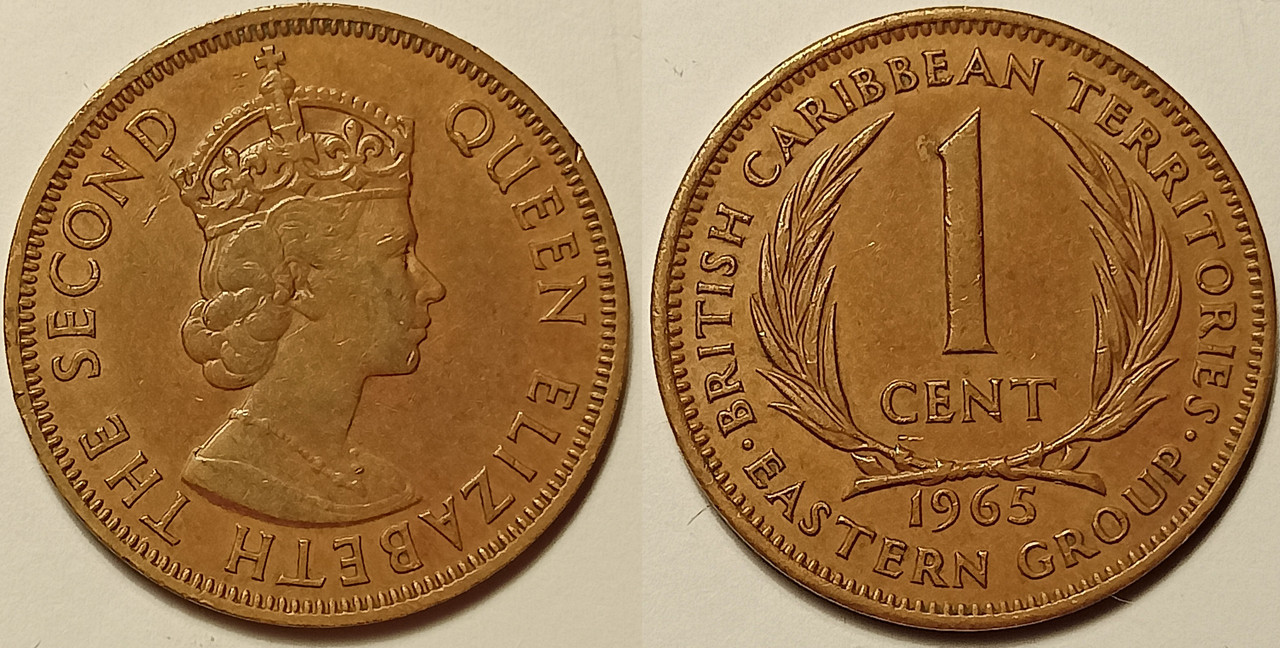 QUEEN ELIZABETH THE SECOND
BRITISH CARIBBEAN TERRITORIES
1
CENT
1965
· EASTERN GROUP ·